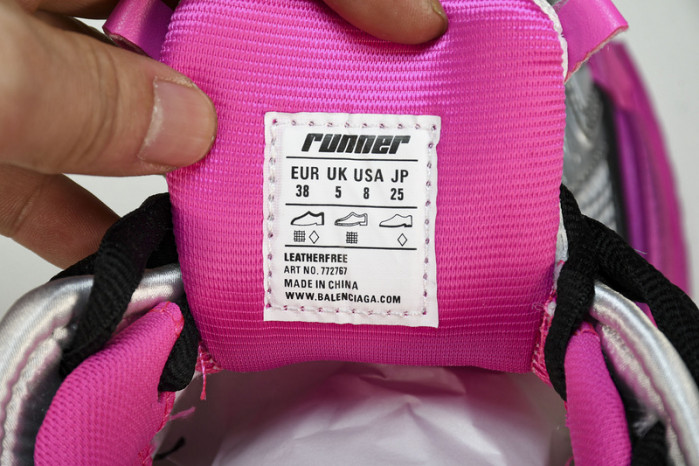 runner
EUR UK USA JP
38 5 8 25
LEATHERFREE
ART NO. 772767
MADE IN CHINA
WWW.BALENCIAGA.COM